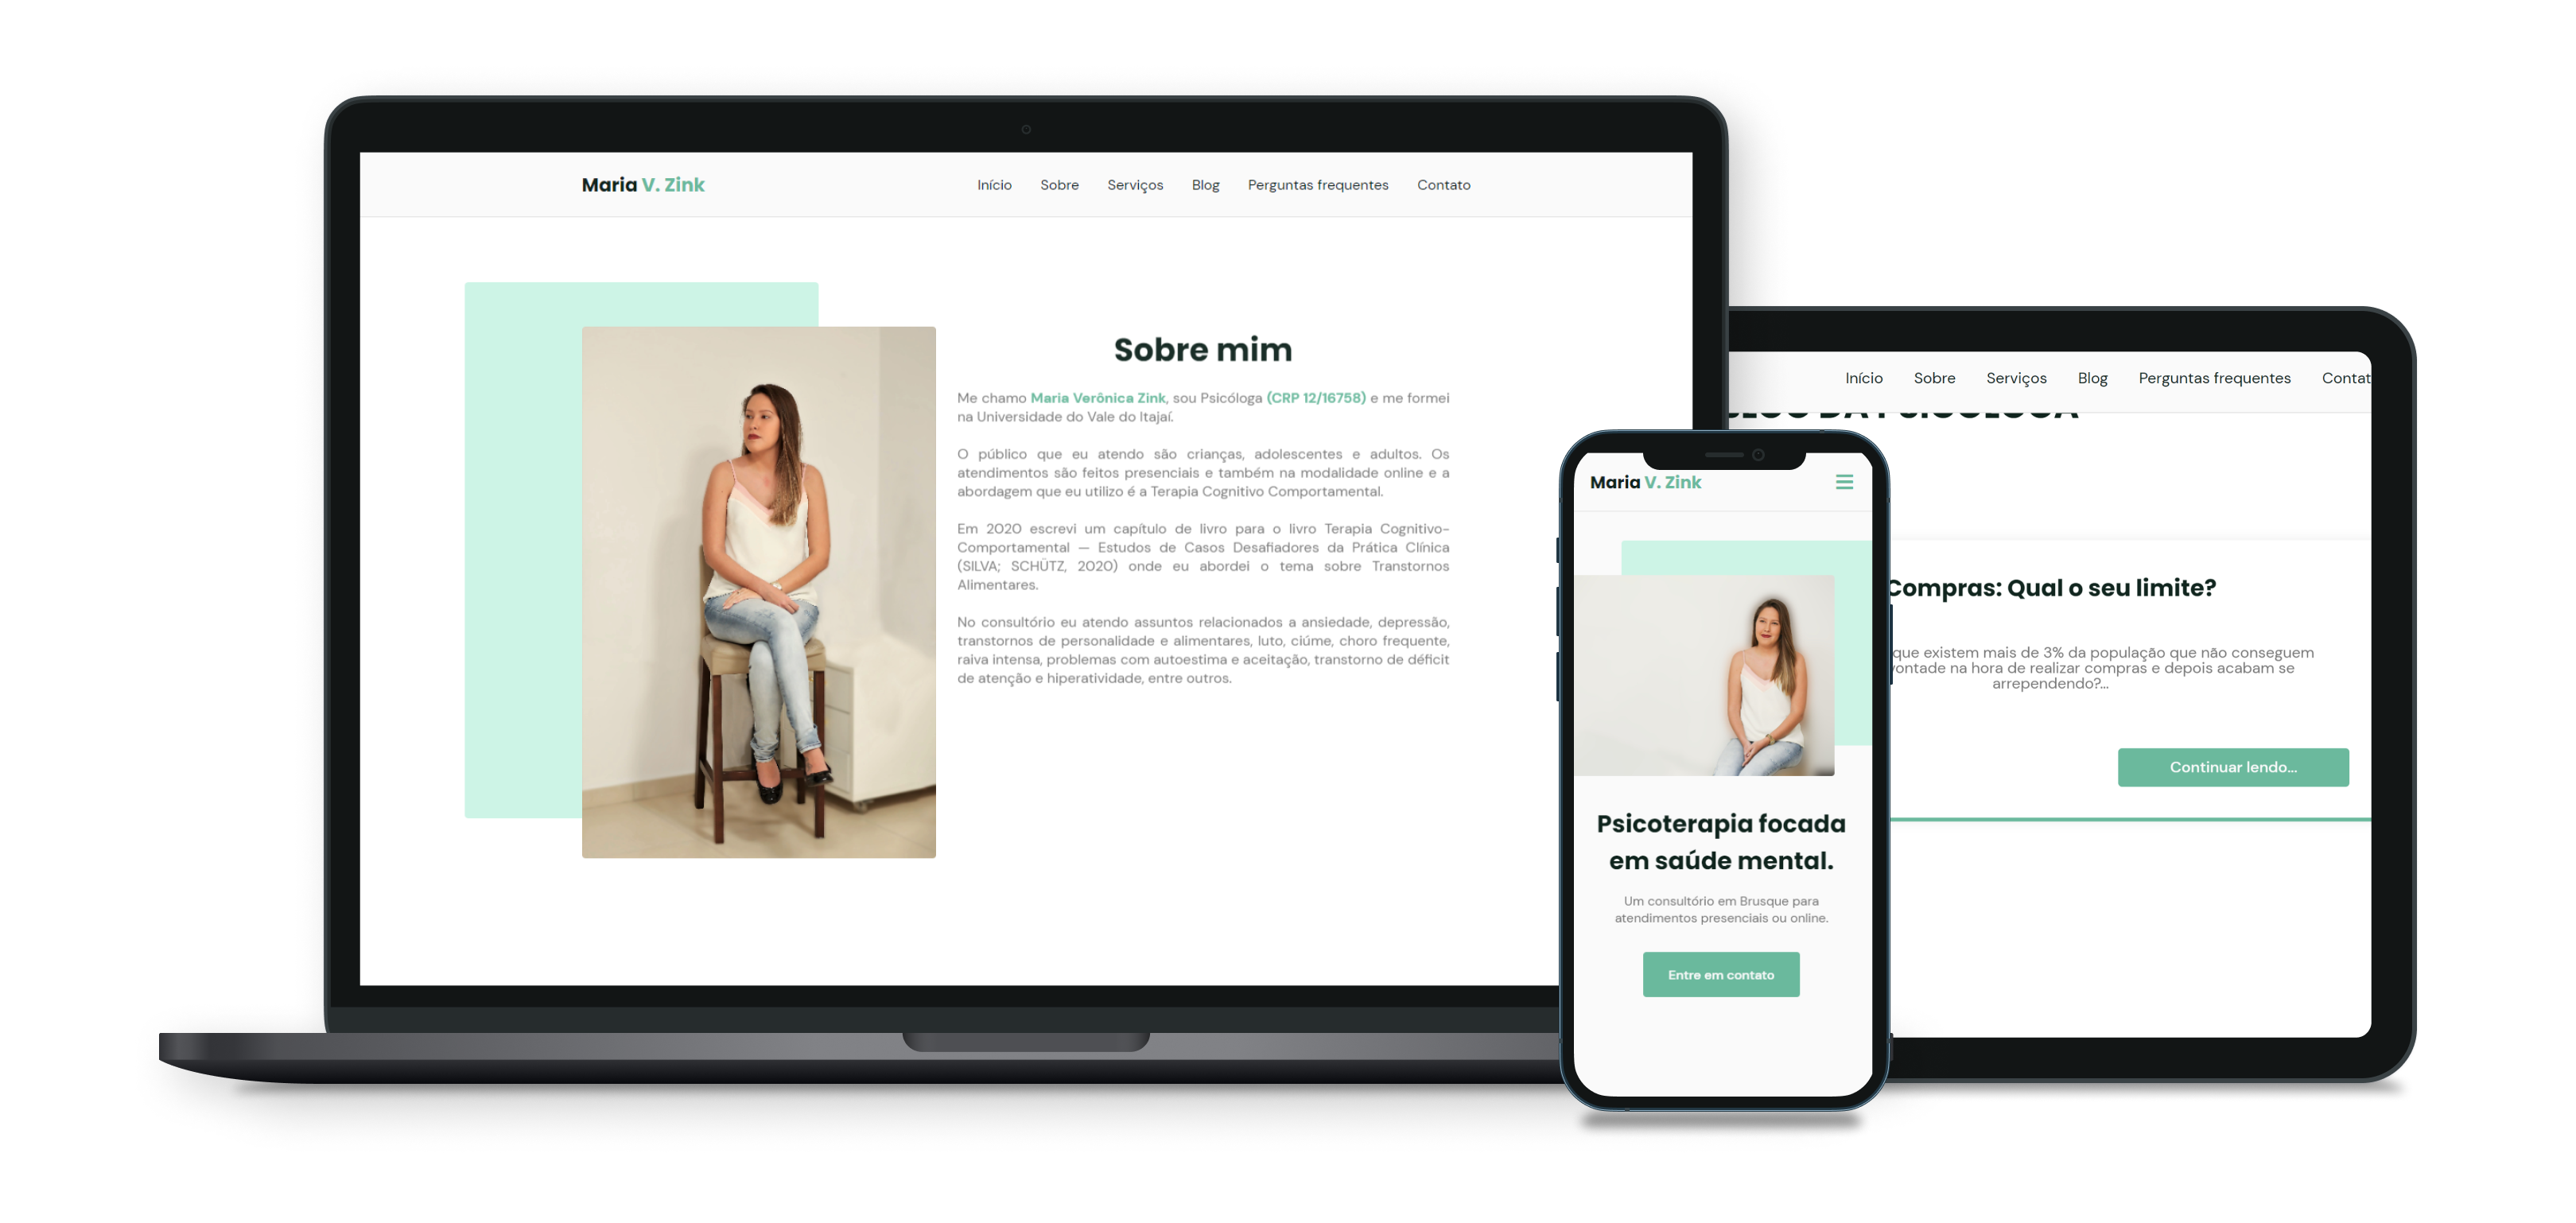 Maria V. Zink
Início Sobre Serviços Blog Perguntas frequentes Contato
Sobre mim
Me chamo Maria Verônica Zink, sou Psicóloga (CRP 12/16758) e me formei
na Universidade do Vale do Itajaí.
O público que eu atendo são crianças, adolescentes e adultos. Os
atendimentos são feitos presenciais e também na modalidade online e a
abordagem que eu utilizo é a Terapia Cognitivo Comportamental.
Em 2020 escrevi um capítulo de livro para o livro Terapia Cognitivo-
Comportamental — Estudos de Casos Desafiadores da Prática Clínica
(SILVA; SCHÜTZ, 2020) onde eu abordei o tema sobre Transtornos
Alimentares.
No consultório eu atendo assuntos relacionados a ansiedade, depressão,
transtornos de personalidade e alimentares, luto, ciúme, choro frequente,
raiva intensa, problemas com autoestima e aceitação, transtorno de déficit
de atenção e hiperatividade, entre outros.
Maria V. Zink
Psicoterapia focada
em saúde mental.
Um consultório em Brusque para
atendimentos presenciais ou online.
Entre em contato
Início Sobre Serviços Blog Perguntas frequentes Contat
DA PSICÓLOGA
Compras: Qual o seu limite?
que existem mais de 3% da população que não conseguem
vontade na hora de realizar compras e depois acabam se
arrependendo?...
Continuar lendo...